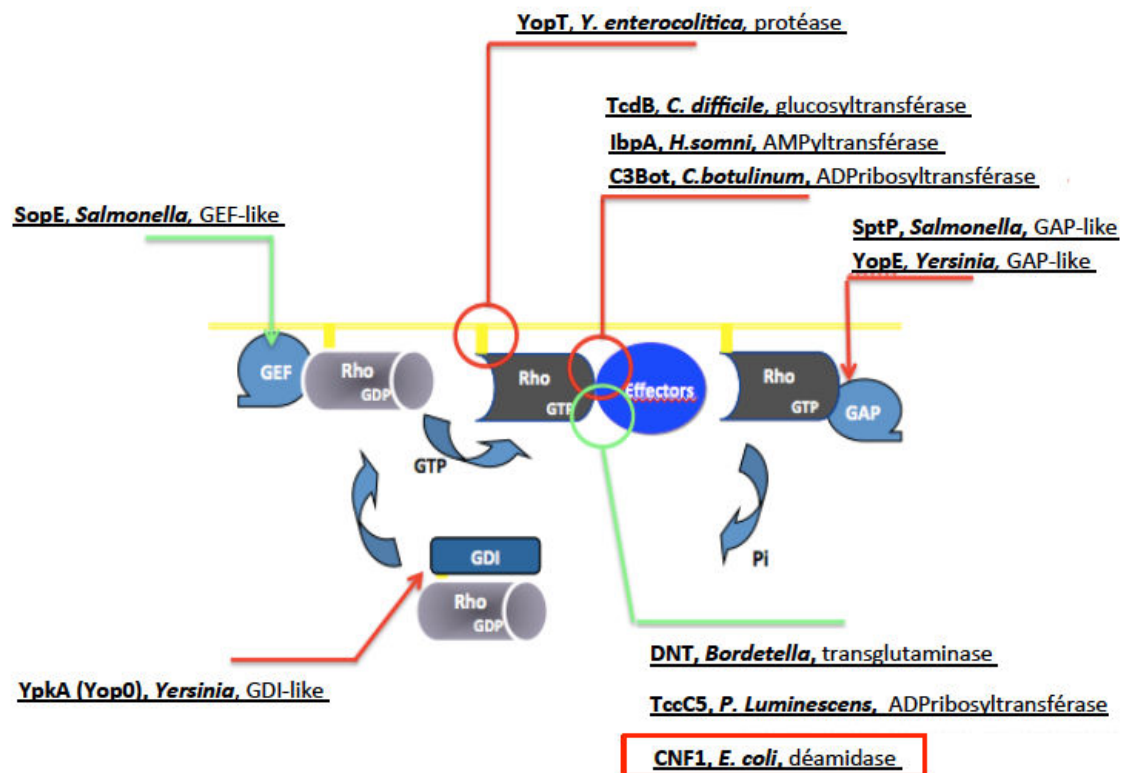 YopT, Y. enterocolitica, protéase
TcdB, C. difficile, glucosyltransférase
IbpA, H.somni, AMPyltransférase
C3Bot, C.botulinum, ADPribosyltransférase
SopE, Salmonella, GEF-like
SptP, Salmonella, GAP-like
YopE, Yersinia, GAP-like
GEF
Rho
GDP
Rho
GTP
Effectors
Rho
GTP
GAP
GTP
Pi
GDI
Rho
GDP
YpkA (Yop0), Yersinia, GDI-like
DNT, Bordetella, transglutaminase
TccC5, P. Luminescens, ADPribosyltransférase
CNF1, E. coli, déamidase